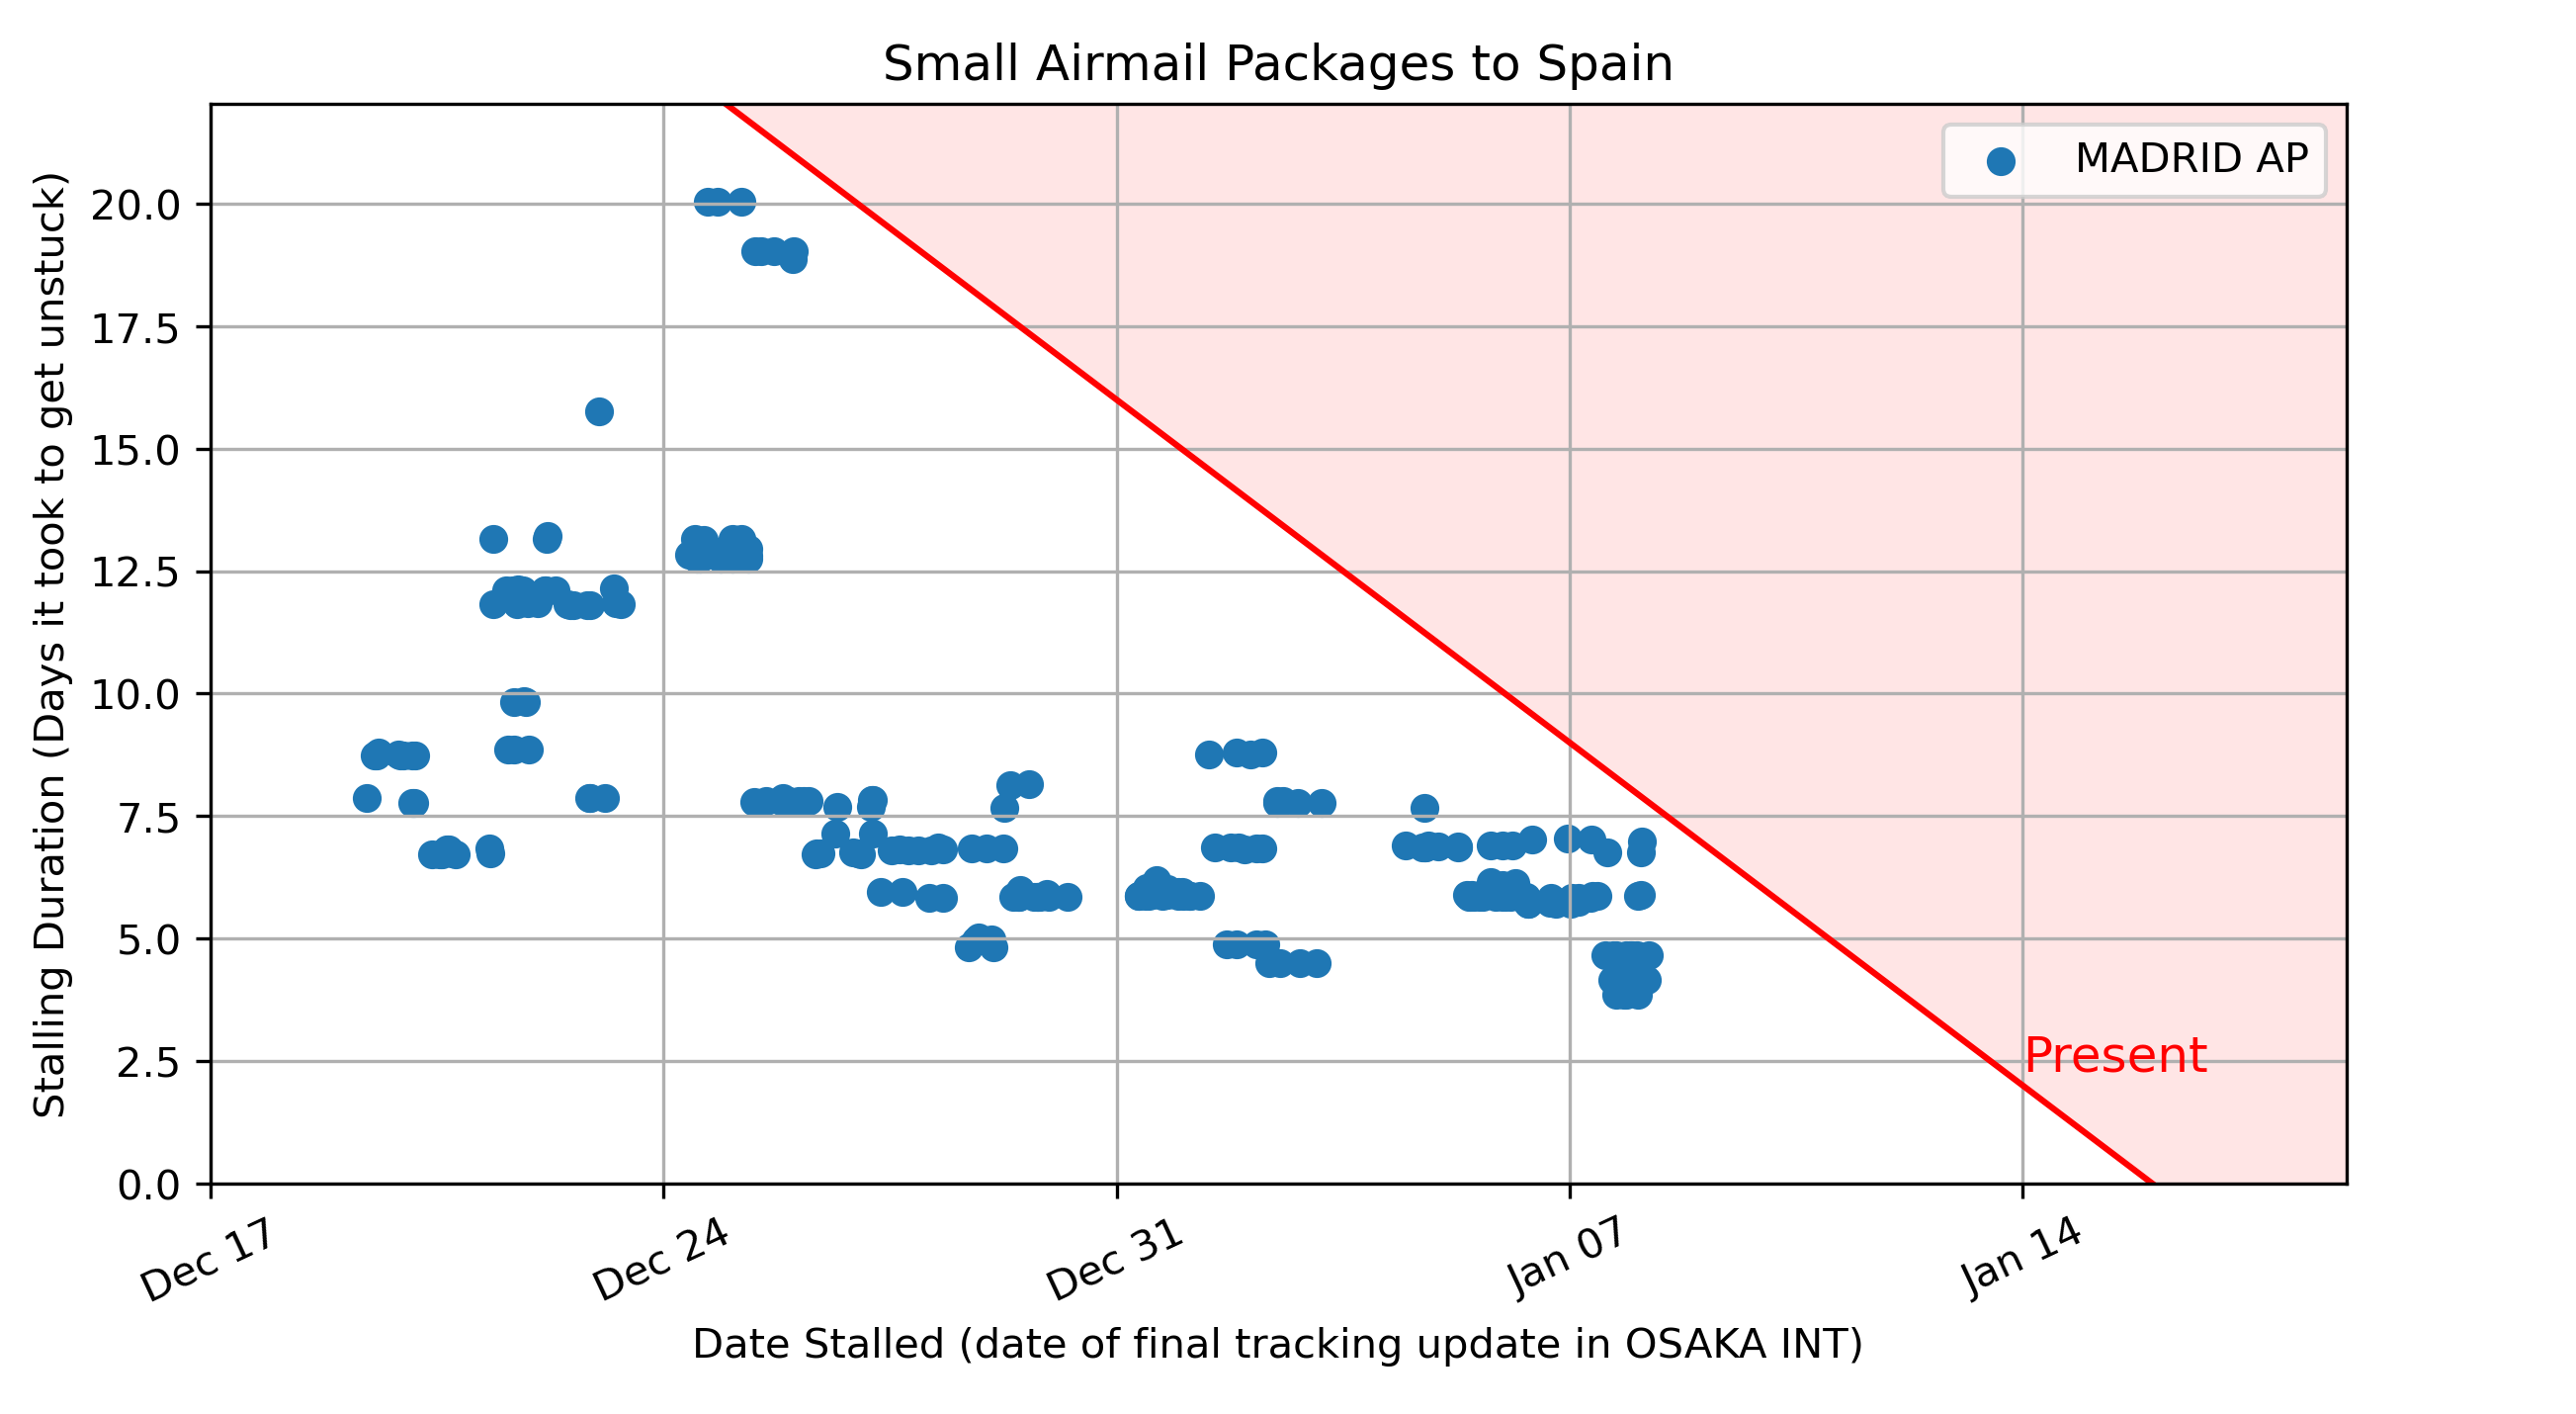 Small Airmail Packages to Spain
MADRID AP
Stalling Duration (Days it took to get unstuck)
20.0
17.5
15.0
12.5
10.0
7.5
5.0
2.5
0.0
Present
Dec 17
Dec 24
Dec 31
Jan 07
Jan 14
Date Stalled (date of final tracking update in OSAKA INT)